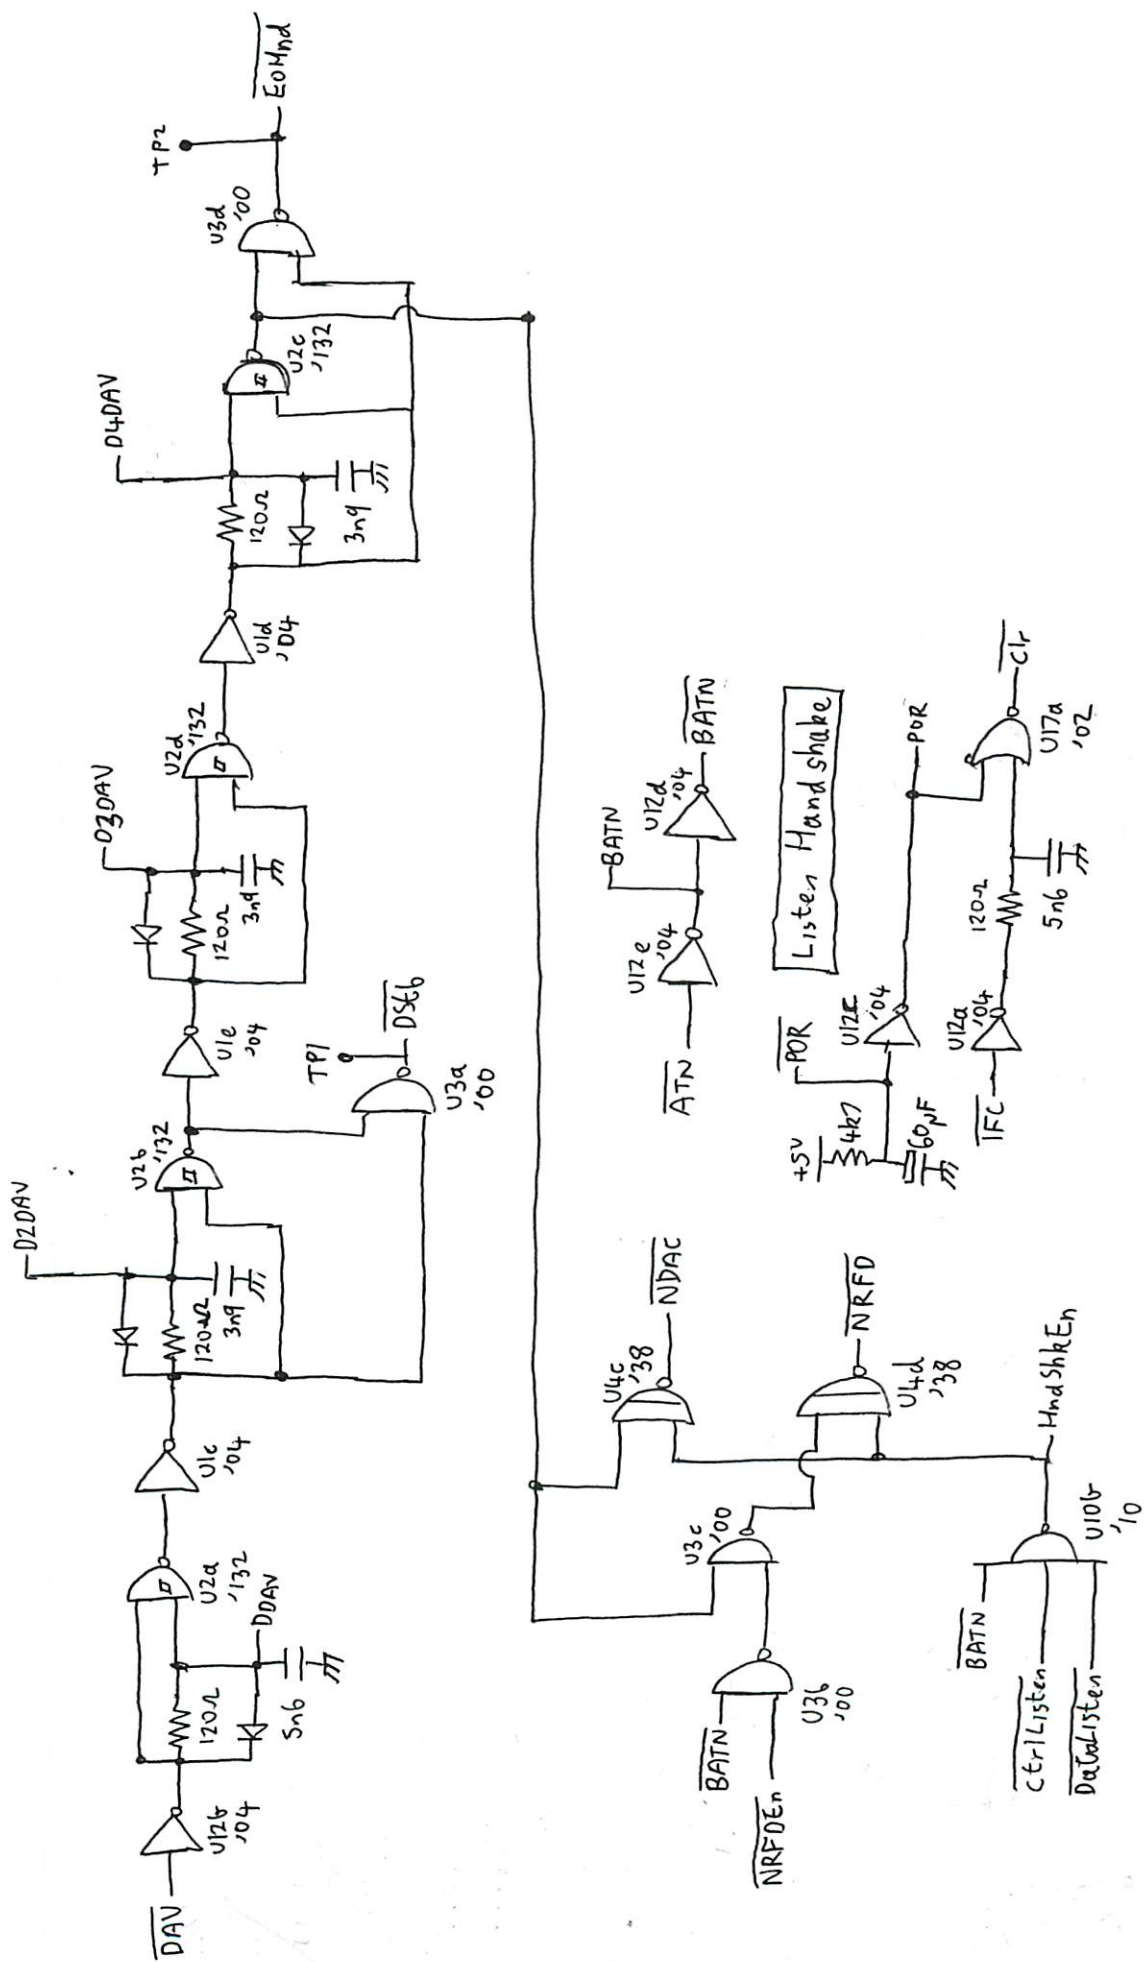 DAV
U12b
'04
120Ω
DDAV
5n6
U2a
'132
U1c
'04
D2DAV
120Ω
3n9
U2b
'132
TP1
DStb
U3a
'00
U1e
'04
D3DAV
120Ω
3n9
U2d
'132
U1d
'04
D4DAV
120Ω
3n9
U2c
'132
U3d
'00
TP2
EOHnd
BATN
NRFDEn
U3b
'00
U3c
'00
U4c
'38
NDAC
U4d
'38
NRFD
BATN
CtrlListen
DataListen
U10b
'10
HndShkEn
ATN
U12e
'04
BATN
U12d
'04
BATN
Listen Handshake
+5V
4k7
60µF
POR
U12c
'04
POR
IFC
U12a
'04
120Ω
5n6
U17a
'02
Clr